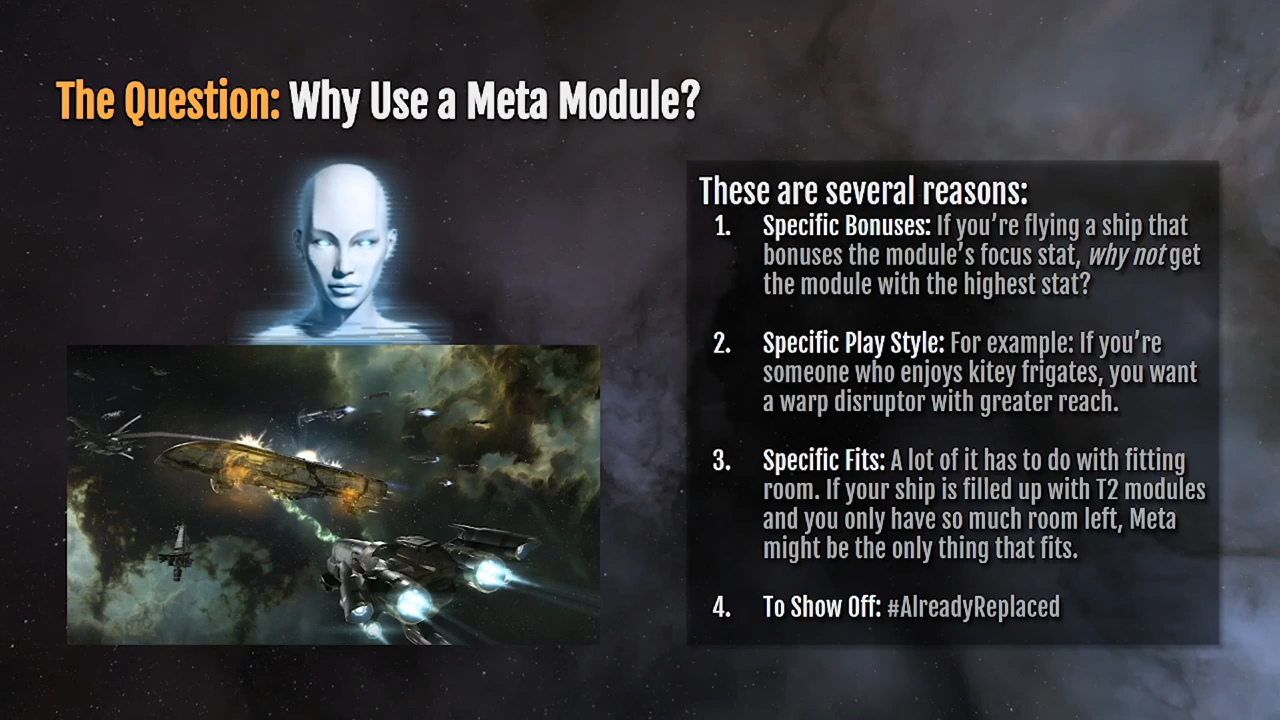 The Question: Why Use a Meta Module?
These are several reasons:
1. Specific Bonuses: If you're flying a ship that
bonuses the module's focus stat, why not get
the module with the highest stat?
2. Specific Play Style: For example: If you're
someone who enjoys kitey frigates, you want
a warp disruptor with greater reach.
3. Specific Fits: A lot of it has to do with fitting
room. If your ship is filled up with T2 modules
and you only have so much room left, Meta
might be the only thing that fits.
4. To Show Off: #AlreadyReplaced